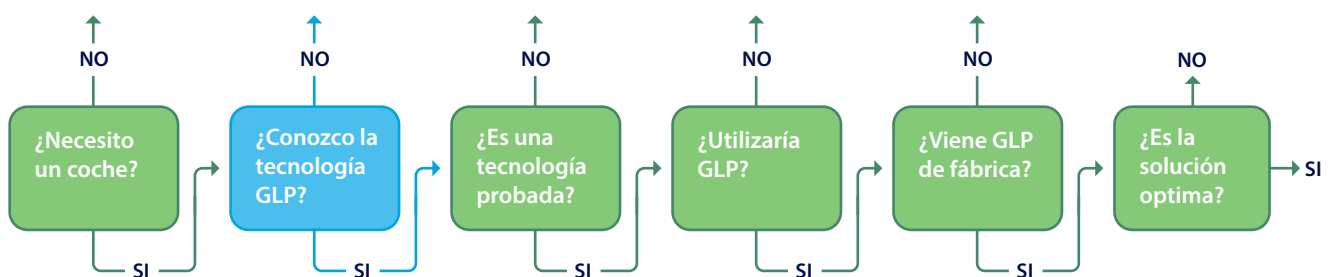 NO
NO
NO
NO
NO
NO
¿Necesito
un coche?
¿Conozco la
tecnología
GLP?
¿Es una
tecnología
probada?
¿Utilizaría
GLP?
¿Viene GLP
de fábrica?
¿Es la
solución
optima?
SI
SI
SI
SI
SI
SI